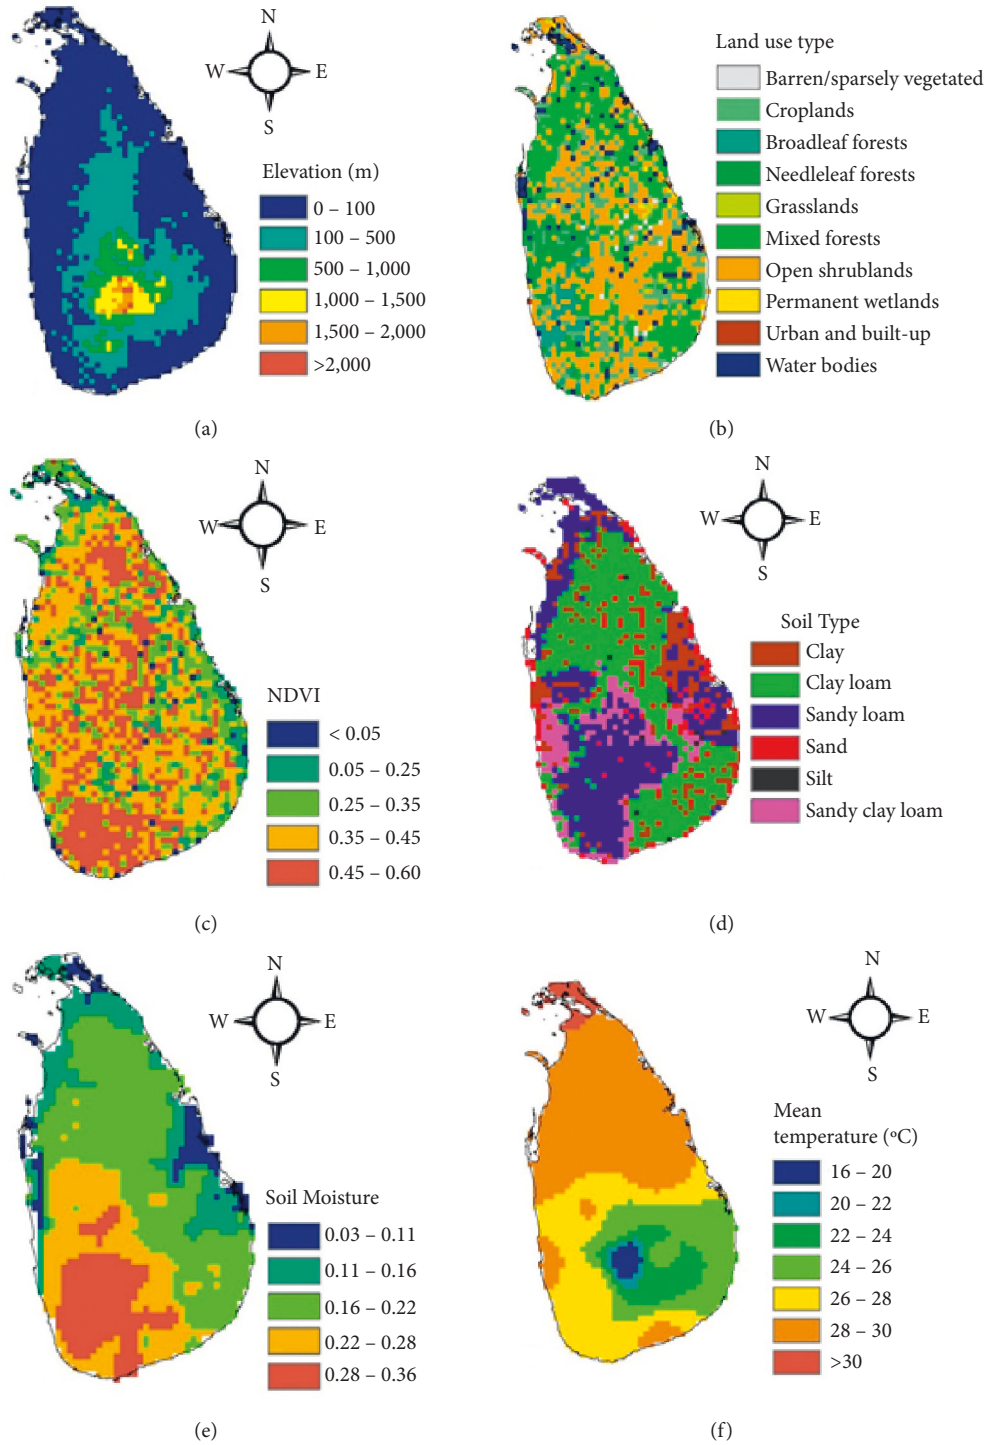 N
W
E
S
Elevation (m)
0 – 100
100 – 500
500 – 1,000
1,000 – 1,500
1,500 – 2,000
>2,000
(a)
Land use type
Barren/sparsely vegetated
Croplands
Broadleaf forests
Needleleaf forests
Grasslands
Mixed forests
Open shrublands
Permanent wetlands
Urban and built-up
Water bodies
(b)
N
W
E
S
NDVI
< 0.05
0.05 – 0.25
0.25 – 0.35
0.35 – 0.45
0.45 – 0.60
(c)
N
W
E
S
Soil Type
Clay
Clay loam
Sandy loam
Sand
Silt
Sandy clay loam
(d)
N
W
E
S
Soil Moisture
0.03 – 0.11
0.11 – 0.16
0.16 – 0.22
0.22 – 0.28
0.28 – 0.36
(e)
N
W
E
S
Mean
temperature (ºC)
16 – 20
20 – 22
22 – 24
24 – 26
26 – 28
28 – 30
>30
(f)